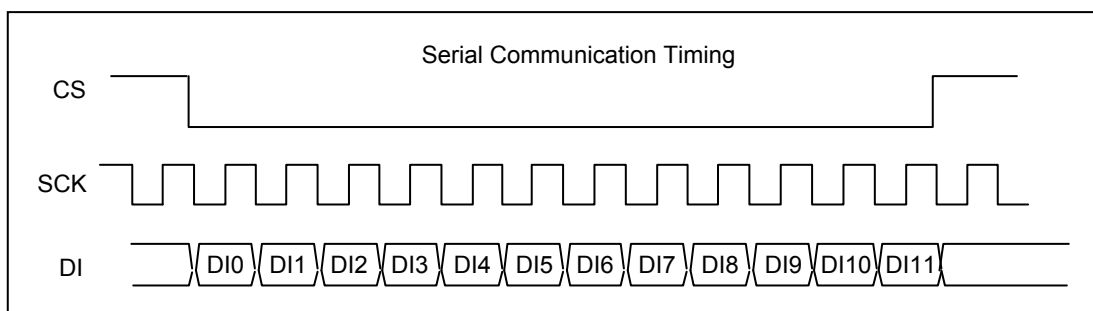 Serial Communication Timing
CS
SCK
DI DI0 DI1 DI2 DI3 DI4 DI5 DI6 DI7 DI8 DI9 DI10 DI11